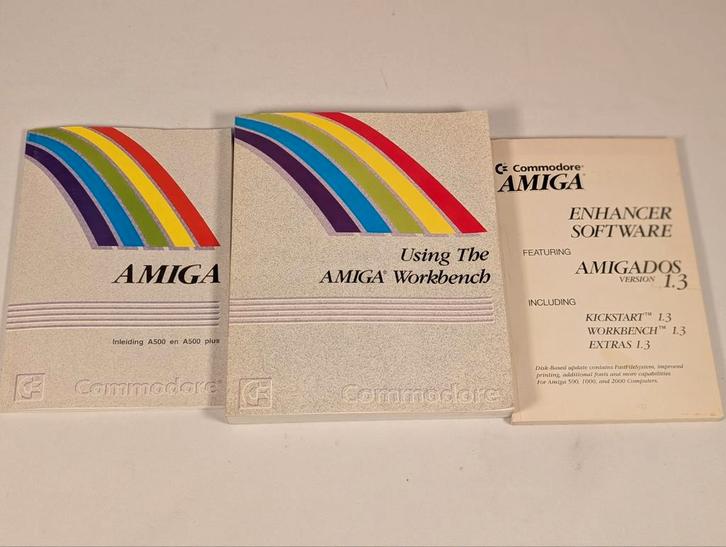 AMIGA
Inleiding A500 en A500 plus
Commodore
Using The
AMIGA® Workbench
Commodore
Commodore®
AMIGA®
ENHANCER
SOFTWARE
FEATURING
AMIGADOS
VERSION 1.3
INCLUDING
KICKSTART™ 1.3
WORKBENCH™ 1.3
EXTRAS 1.3
Disk-Based update contains FastFileSystem, improved
printing, additional fonts and more capabilities
For Amiga 500, 1000, and 2000 Computers.